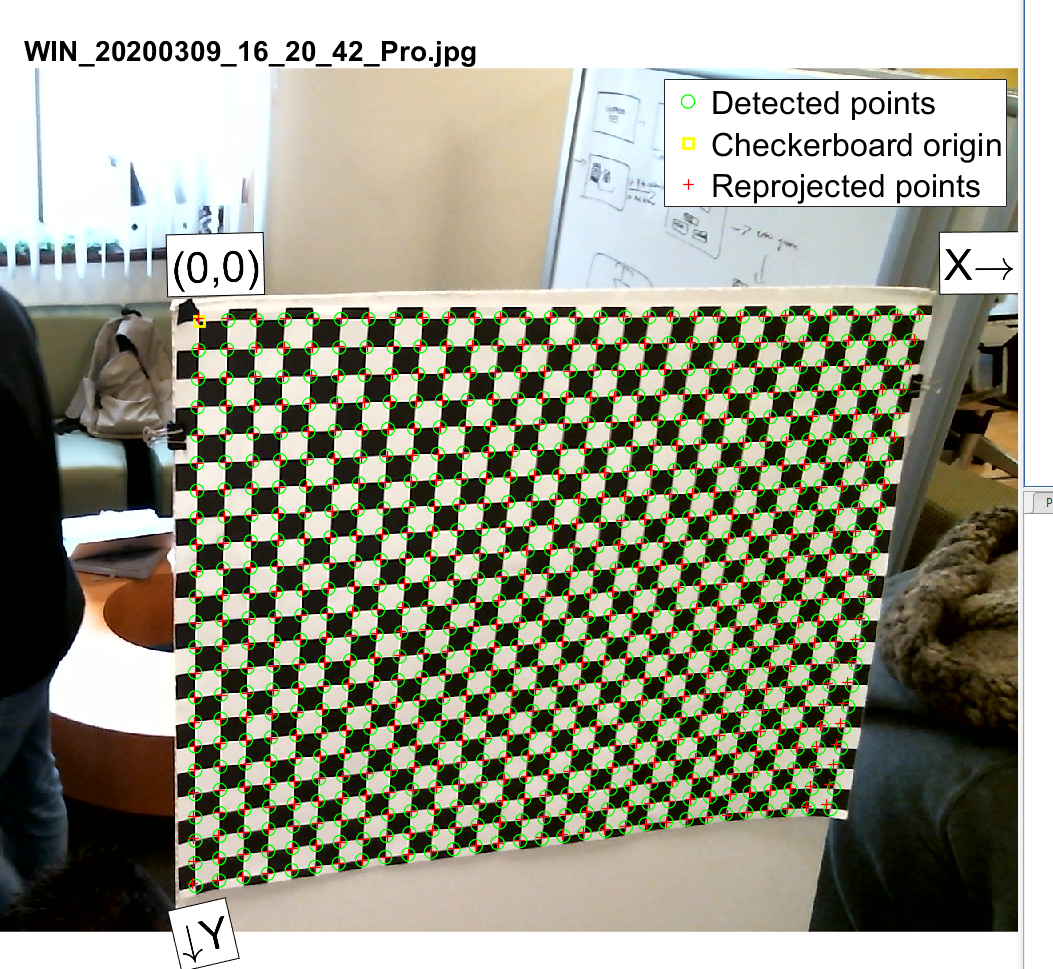 WIN_20200309_16_20_42_Pro.jpg
Detected points
Checkerboard origin
Reprojected points
(0,0)
X→
P
↓Y